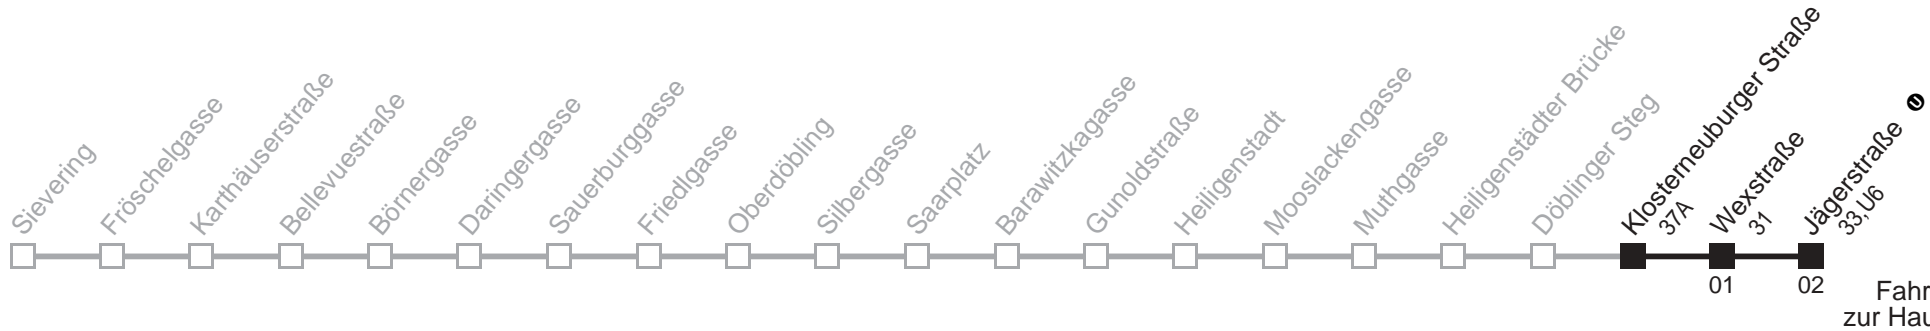 Sievering
Fröschelgasse
Karthäuserstraße
Bellevuestraße
Börnergasse
Daringergasse
Sauerburggasse
Friedlgasse
Oberdöbling
Silbergasse
Saarplatz
Barawitzkagasse
Gunoldstraße
Heiligenstadt
Mooslackengasse
Muthgasse
Heiligenstädter Brücke
Döblinger Steg
Klosterneuburger Straße
37A
Wexstraße
31
Jägerstraße U
33,U6
01
02
Fahr
zur Hau